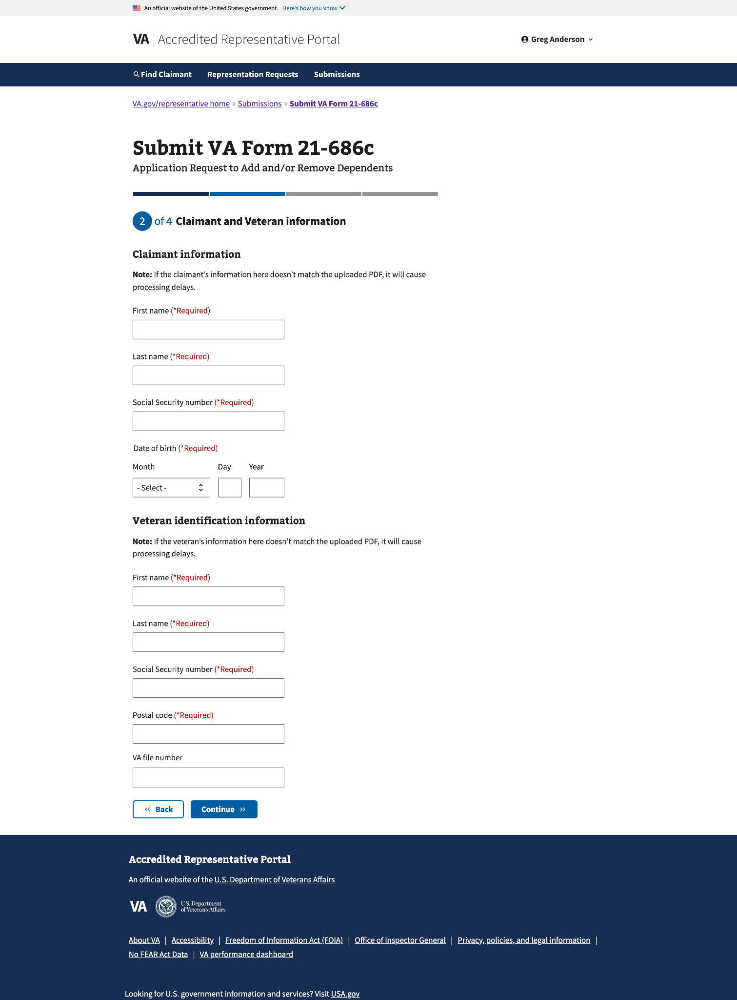 An official website of the United States government. Here’s how you know
VA Accredited Representative Portal
Greg Anderson
Find Claimant Representation Requests Submissions
VA.gov/representative home › Submissions › Submit VA Form 21-686c
Submit VA Form 21-686c
Application Request to Add and/or Remove Dependents
2 of 4 Claimant and Veteran information
Claimant information
Note: If the claimant’s information here doesn’t match the uploaded PDF, it will cause
processing delays.
First name (*Required)
Last name (*Required)
Social Security number (*Required)
Date of birth (*Required)
Month Day Year
- Select -
Veteran identification information
Note: If the veteran’s information here doesn’t match the uploaded PDF, it will cause
processing delays.
First name (*Required)
Last name (*Required)
Social Security number (*Required)
Postal code (*Required)
VA file number
Back Continue
Accredited Representative Portal
An official website of the U.S. Department of Veterans Affairs
VA U.S. Department
of Veterans Affairs
About VA | Accessibility | Freedom of Information Act (FOIA) | Office of Inspector General | Privacy, policies, and legal information |
No FEAR Act Data | VA performance dashboard
Looking for U.S. government information and services? Visit USA.gov